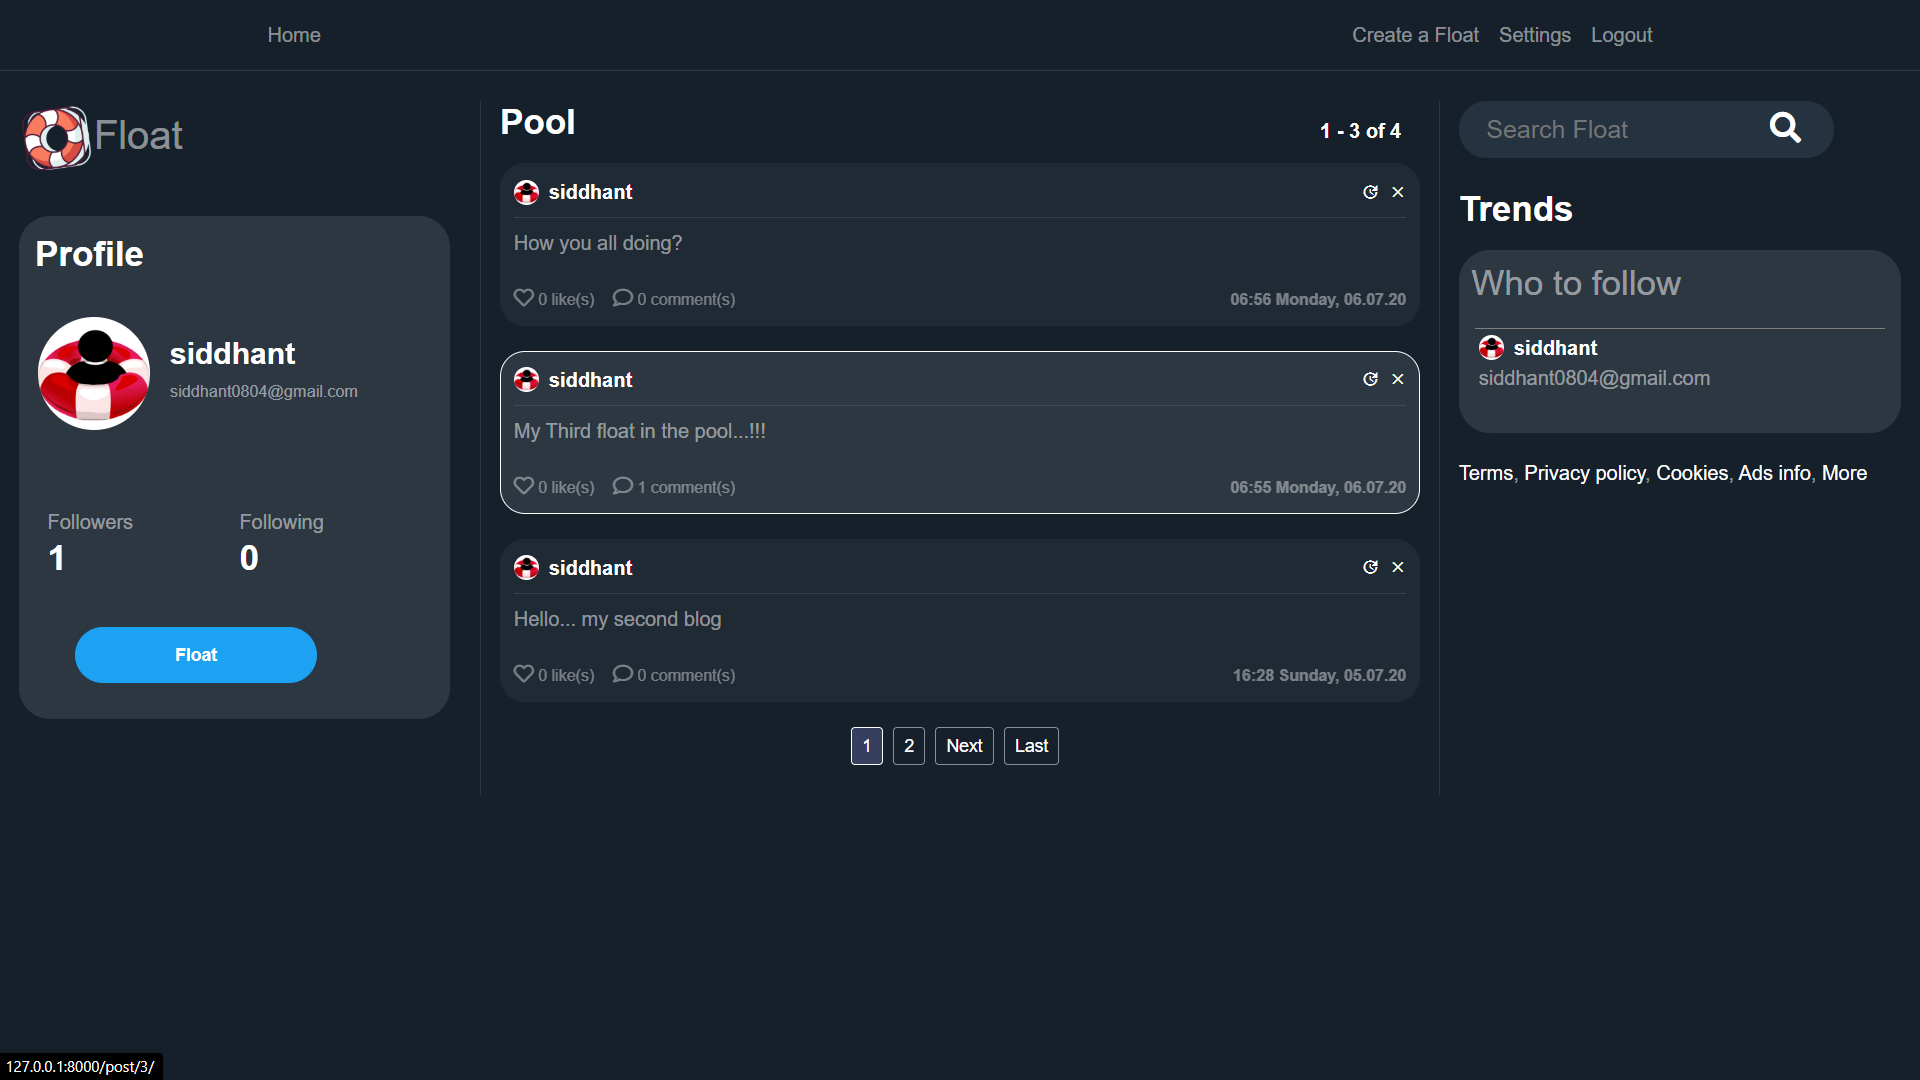 Home
Create a Float Settings Logout
Float
Profile
siddhant
siddhant0804@gmail.com
Followers
1
Following
0
Float
Pool
1 - 3 of 4
siddhant
How you all doing?
0 like(s) 0 comment(s) 06:56 Monday, 06.07.20
siddhant
My Third float in the pool...!!!
0 like(s) 1 comment(s) 06:55 Monday, 06.07.20
siddhant
Hello... my second blog
0 like(s) 0 comment(s) 16:28 Sunday, 05.07.20
1 2 Next Last
Search Float
Trends
Who to follow
siddhant
siddhant0804@gmail.com
Terms, Privacy policy, Cookies, Ads info, More
127.0.0.1:8000/post/3/